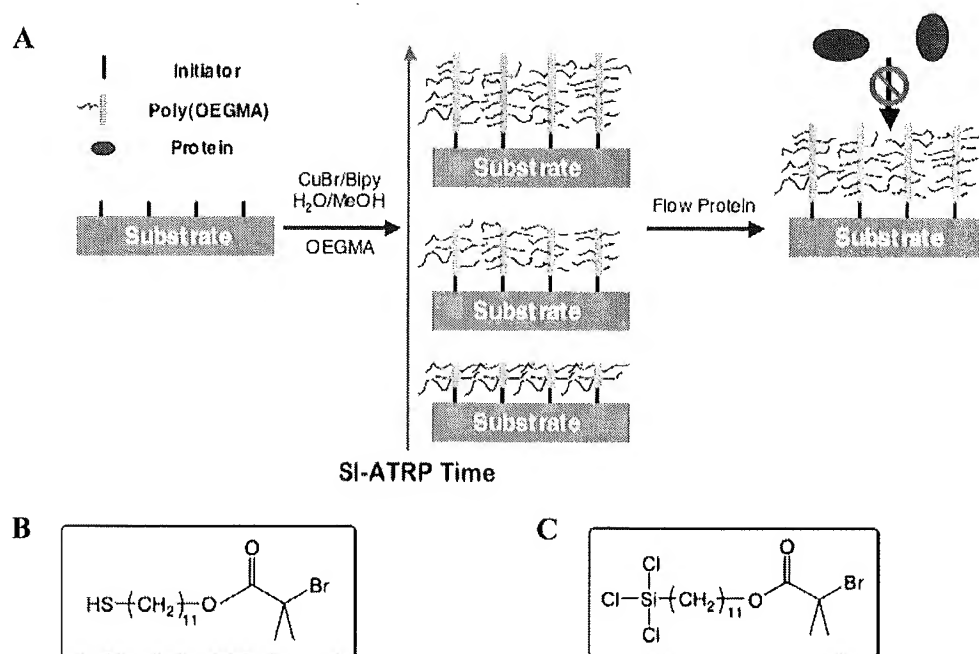 A
Initiator
Poly(OEGMA)
Protein
Substrate
CuBr/Bipy
H₂O/MeOH
OEGMA
Substrate
Substrate
Substrate
SI-ATRP Time
Flow Protein
Substrate
B
HS-(CH₂)₁₁-O
O
Br
C
Cl
Cl-Si-(CH₂)₁₁-O
Cl
O
Br